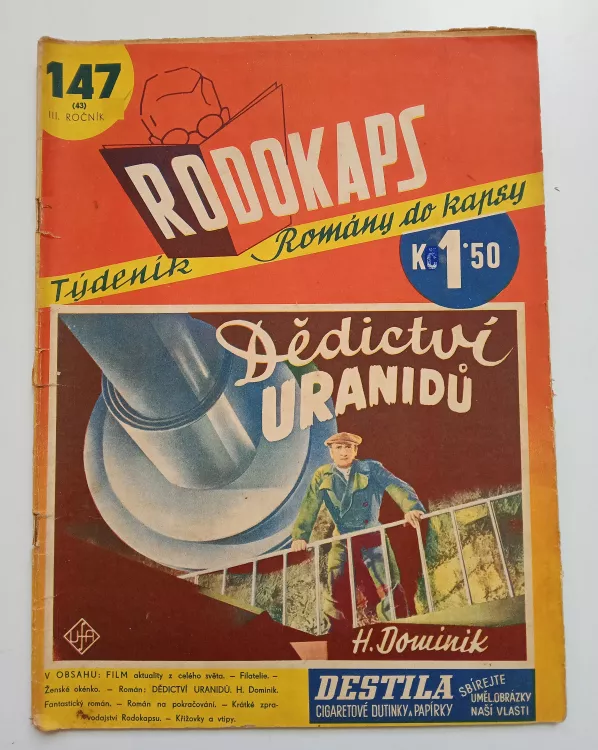 147
(43)
III. ROČNÍK
RODOKAPS
Týdeník Romány do kapsy
Kč 1·50
Dědictví
URANIDŮ
UFA
H. Dominik
V OBSAHU: FILM aktuality z celého světa. – Filatelie. –
Ženské okénko. – Román: DĚDICTVÍ URANIDŮ. H. Dominik.
Fantastický román. – Román na pokračování. – Krátké zpra-
vodajství Rodokapsu. – Křížovky a vtipy.
DESTILA
CIGARETOVÉ DUTINKY A PAPÍRKY
SBÍREJTE
UMĚL.OBRÁZKY
NAŠÍ VLASTI